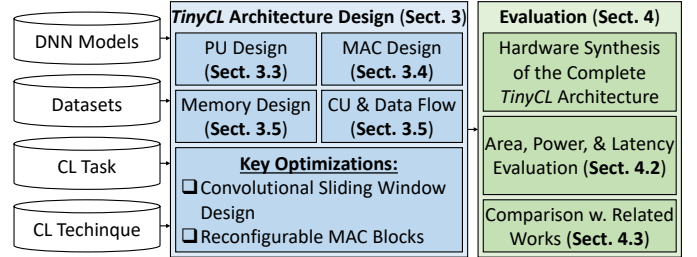 DNN Models
Datasets
CL Task
CL Techinque
TinyCL Architecture Design (Sect. 3)
PU Design
(Sect. 3.3)
MAC Design
(Sect. 3.4)
Memory Design
(Sect. 3.5)
CU & Data Flow
(Sect. 3.5)
Key Optimizations:
❑Convolutional Sliding Window
Design
❑Reconfigurable MAC Blocks
Evaluation (Sect. 4)
Hardware Synthesis
of the Complete
TinyCL Architecture
Area, Power, & Latency
Evaluation (Sect. 4.2)
Comparison w. Related
Works (Sect. 4.3)